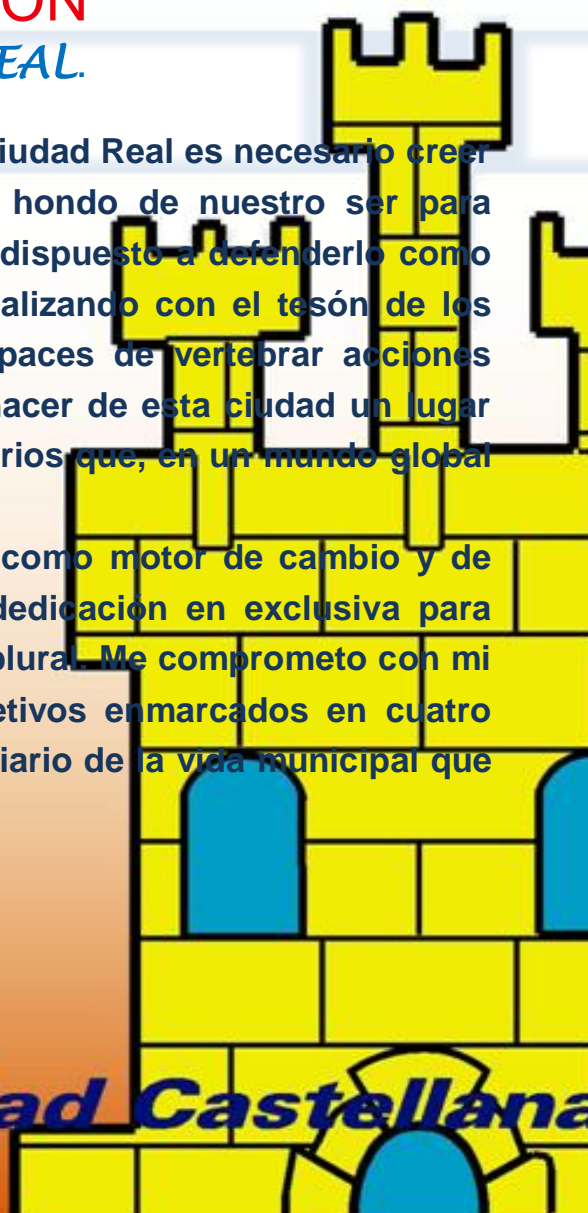 ÓN
EAL.
iudad Real es necesario creer
hondo de nuestro ser para
dispuesto a defenderlo como
alizando con el tesón de los
paces de vertebrar acciones
hacer de esta ciudad un lugar
rios que, en un mundo global
como motor de cambio y de
dedicación en exclusiva para
plural. Me comprometo con mi
etivos enmarcados en cuatro
iario de la vida municipal que
ad Castellana